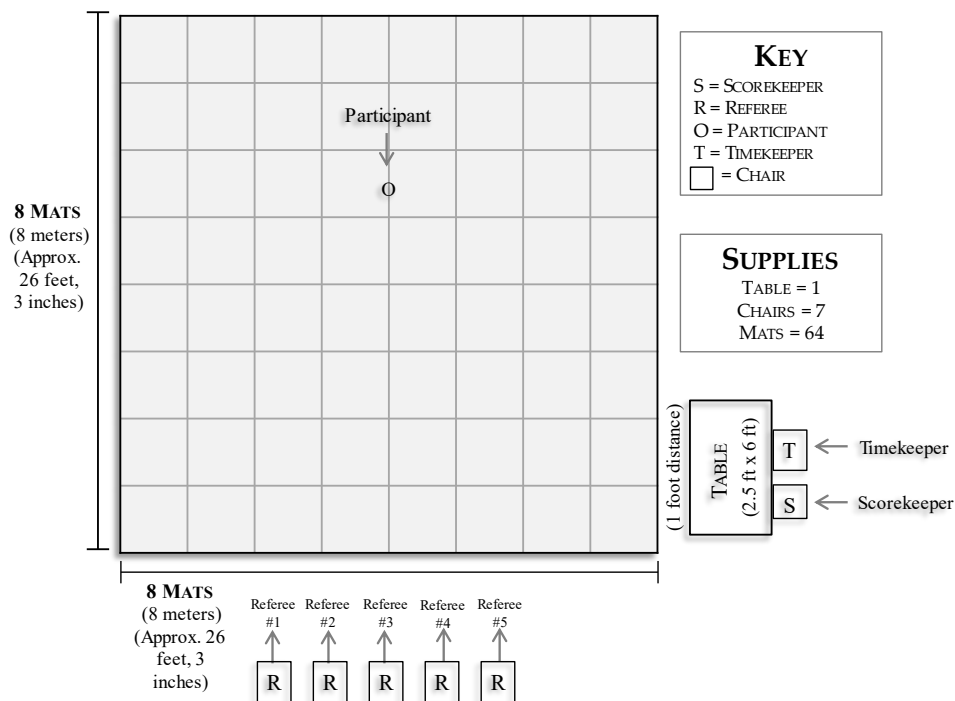 Participant
O
8 MATS
(8 meters)
(Approx.
26 feet,
3 inches)
KEY
S = SCOREKEEPER
R = REFEREE
O = PARTICIPANT
T = TIMEKEEPER
= CHAIR
SUPPLIES
TABLE = 1
CHAIRS = 7
MATS = 64
(1 foot distance)
TABLE
(2.5 ft x 6 ft)
T
Timekeeper
S
Scorekeeper
8 MATS
(8 meters)
(Approx. 26
feet, 3
inches)
Referee
#1
Referee
#2
Referee
#3
Referee
#4
Referee
#5
R R R R R